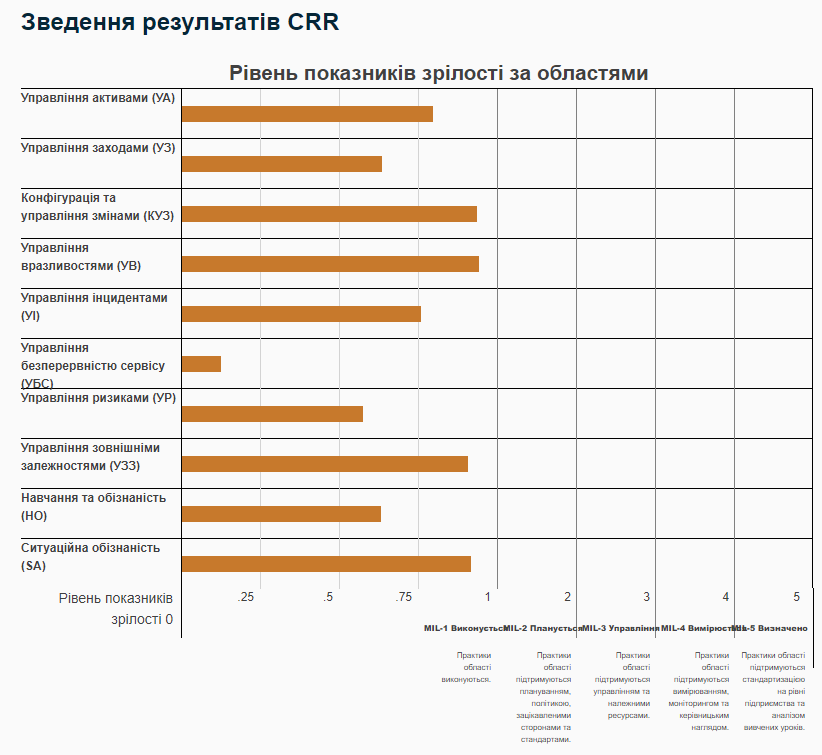 Зведення результатів CRR
Рівень показників зрілості за областями
Управління активами (УА)
Управління заходами (УЗ)
Конфігурація та
управління змінами (КУЗ)
Управління
вразливостями (УВ)
Управління інцидентами
(УІ)
Управління
безперервністю сервісу
(УБС)
Управління ризиками (УР)
Управління зовнішніми
залежностями (УЗЗ)
Навчання та обізнаність
(НО)
Ситуаційна обізнаність
(SA)
Рівень показників
зрілості 0
.25 .5 .75 1 2 3 4 5
MIL-1 Виконується MIL-2 Планується MIL-3 Управління MIL-4 Вимірюється MIL-5 Визначено
Практики
області
виконуються.
Практики
області
підтримуються
плануванням,
політикою,
зацікавленими
сторонами та
стандартами.
Практики
області
підтримуються
управлінням та
належними
ресурсами.
Практики
області
підтримуються
вимірюванням,
моніторингом та
керівницьким
наглядом.
Практики області
підтримуються
стандартизацією
на рівні
підприємства та
аналізом
вивчених уроків.